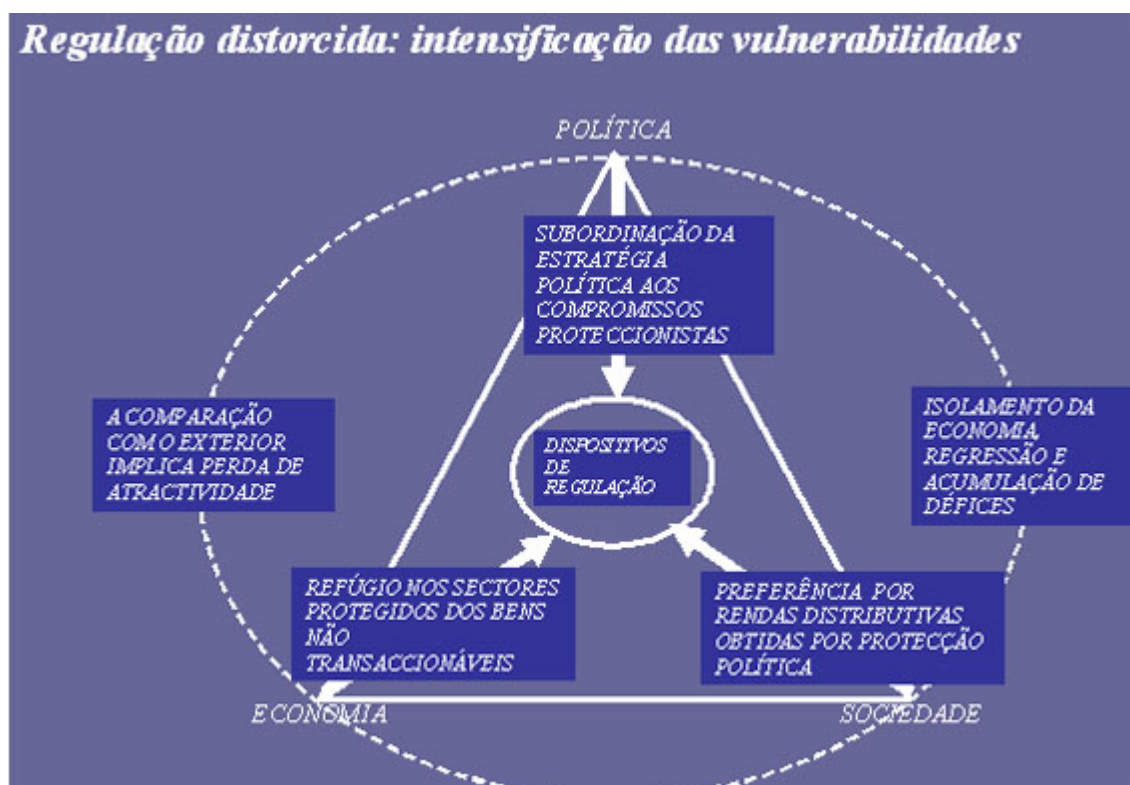 Regulação distorcida: intensificação das vulnerabilidades
POLÍTICA
SUBORDINAÇÃO DA
ESTRATÉGIA
POLÍTICA AOS
COMPROMISSOS
PROTECCIONISTAS
A COMPARAÇÃO
COM O EXTERIOR
IMPLICA PERDA DE
ATRACTIVIDADE
DISPOSITIVOS
DE
REGULAÇÃO
ISOLAMENTO DA
ECONOMIA,
REGRESSÃO E
ACUMULAÇÃO DE
DÉFICES
REFÚGIO NOS SECTORES
PROTEGIDOS DOS BENS
NÃO
TRANSACCIONÁVEIS
PREFERÊNCIA POR
RENDAS DISTRIBUTIVAS
OBTIDAS POR PROTECÇÃO
POLÍTICA
ECONOMIA
SOCIEDADE